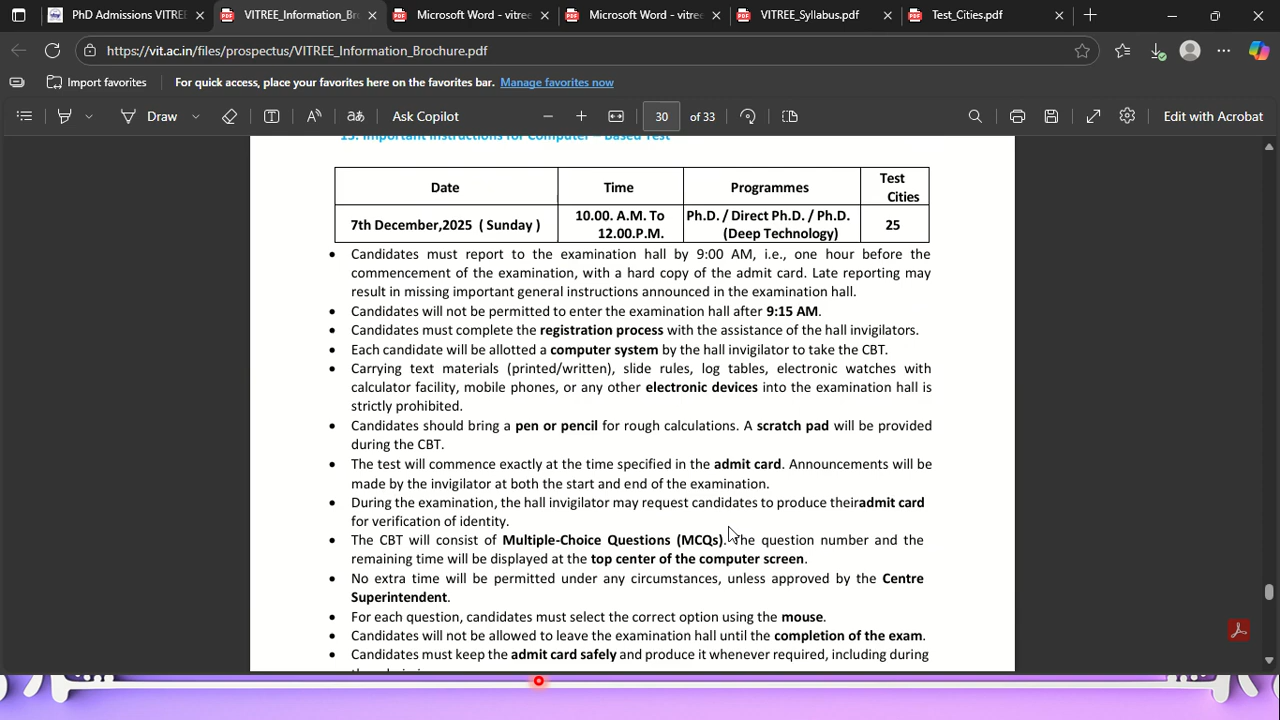 PhD Admissions VITREE
VITREE_Information_Bro
Microsoft Word - vitree
Microsoft Word - vitree
VITREE_Syllabus.pdf
Test_Cities.pdf
https://vit.ac.in/files/prospectus/VITREE_Information_Brochure.pdf
Import favorites
For quick access, place your favorites here on the favorites bar. Manage favorites now
Draw
aあ
Ask Copilot
30 of 33
Edit with Acrobat
13. Important Instructions for Computer – Based Test
Date Time Programmes Test Cities
7th December,2025 ( Sunday ) 10.00. A.M. To 12.00.P.M. Ph.D. / Direct Ph.D. / Ph.D. (Deep Technology) 25
• Candidates must report to the examination hall by 9:00 AM, i.e., one hour before the
commencement of the examination, with a hard copy of the admit card. Late reporting may
result in missing important general instructions announced in the examination hall.
• Candidates will not be permitted to enter the examination hall after 9:15 AM.
• Candidates must complete the registration process with the assistance of the hall invigilators.
• Each candidate will be allotted a computer system by the hall invigilator to take the CBT.
• Carrying text materials (printed/written), slide rules, log tables, electronic watches with
calculator facility, mobile phones, or any other electronic devices into the examination hall is
strictly prohibited.
• Candidates should bring a pen or pencil for rough calculations. A scratch pad will be provided
during the CBT.
• The test will commence exactly at the time specified in the admit card. Announcements will be
made by the invigilator at both the start and end of the examination.
• During the examination, the hall invigilator may request candidates to produce theiradmit card
for verification of identity.
• The CBT will consist of Multiple-Choice Questions (MCQs). The question number and the
remaining time will be displayed at the top center of the computer screen.
• No extra time will be permitted under any circumstances, unless approved by the Centre
Superintendent.
• For each question, candidates must select the correct option using the mouse.
• Candidates will not be allowed to leave the examination hall until the completion of the exam.
• Candidates must keep the admit card safely and produce it whenever required, including during